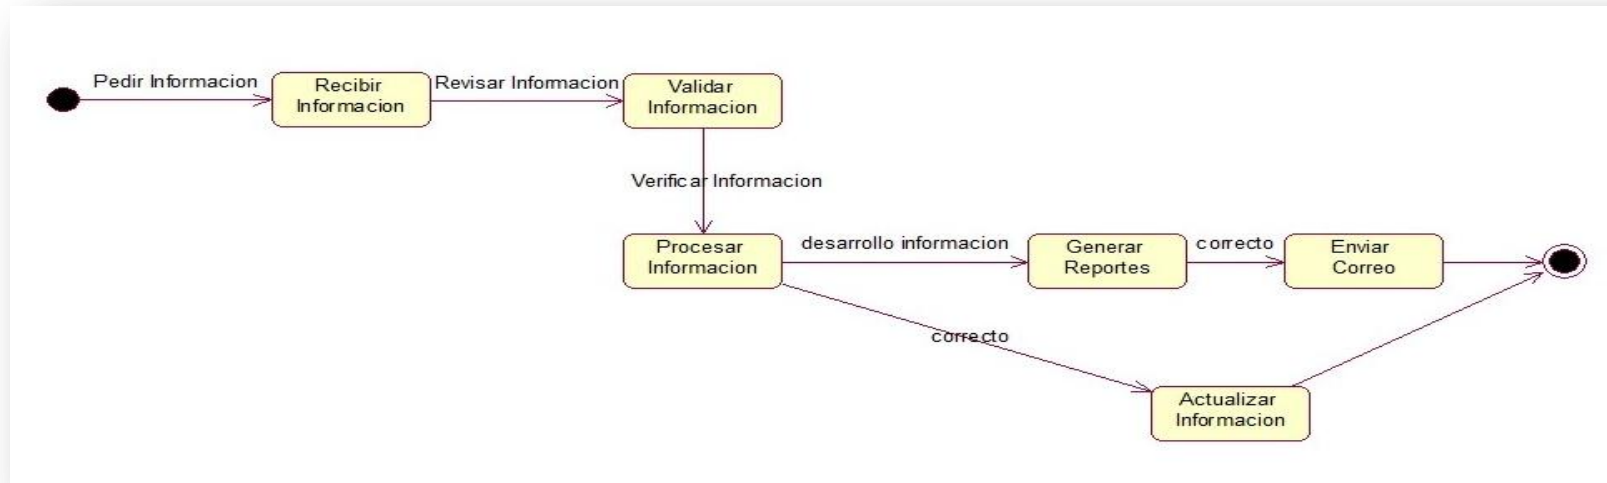 Pedir Informacion
Recibir
Informacion
Revisar Informacion
Validar
Informacion
Verificar Informacion
Procesar
Informacion
desarrollo informacion
Generar
Reportes
correcto
Enviar
Correo
correcto
Actualizar
Informacion